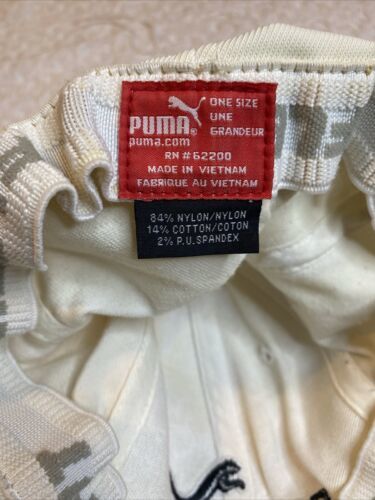 ONE SIZE
PUMA® UNE
puma.com GRANDEUR
RN # 62200
MADE IN VIETNAM
FABRIQUE AU VIETNAM
84% NYLON/NYLON
14% COTTON/COTON
2% P.U. SPANDEX